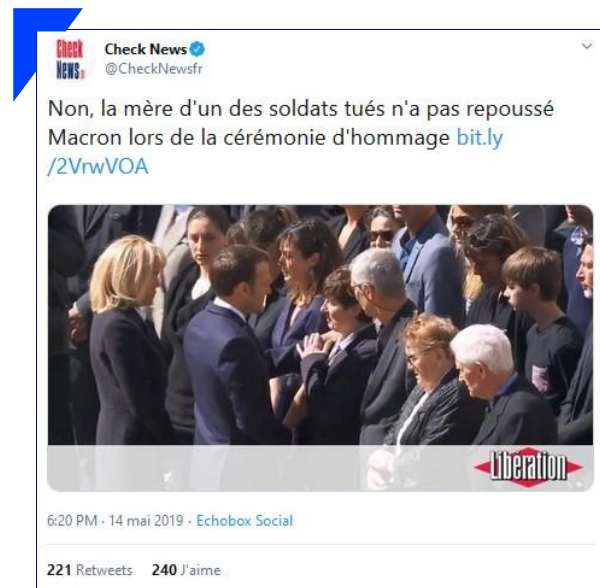 Check
News
Check News
@CheckNewsfr
Non, la mère d'un des soldats tués n'a pas repoussé
Macron lors de la cérémonie d'hommage bit.ly
/2VrwVOA
Libération
6:20 PM · 14 mai 2019 · Echobox Social
221 Retweets 240 J'aime